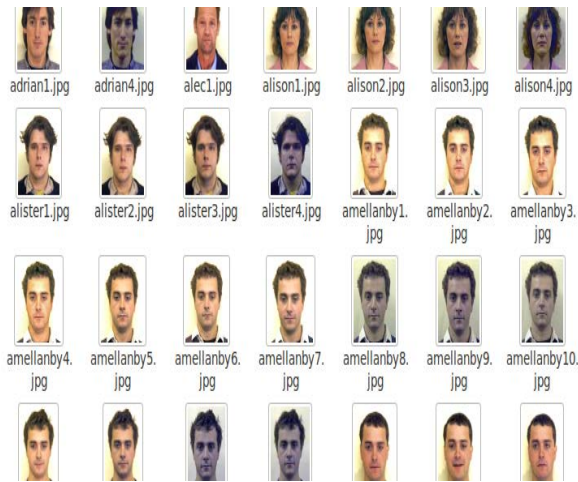 adrian1.jpg adrian4.jpg alec1.jpg alison1.jpg alison2.jpg alison3.jpg alison4.jpg
alister1.jpg alister2.jpg alister3.jpg alister4.jpg amellanby1. amellanby2. amellanby3.
jpg jpg jpg
amellanby4. amellanby5. amellanby6. amellanby7. amellanby8. amellanby9. amellanby10.
jpg jpg jpg jpg jpg jpg jpg